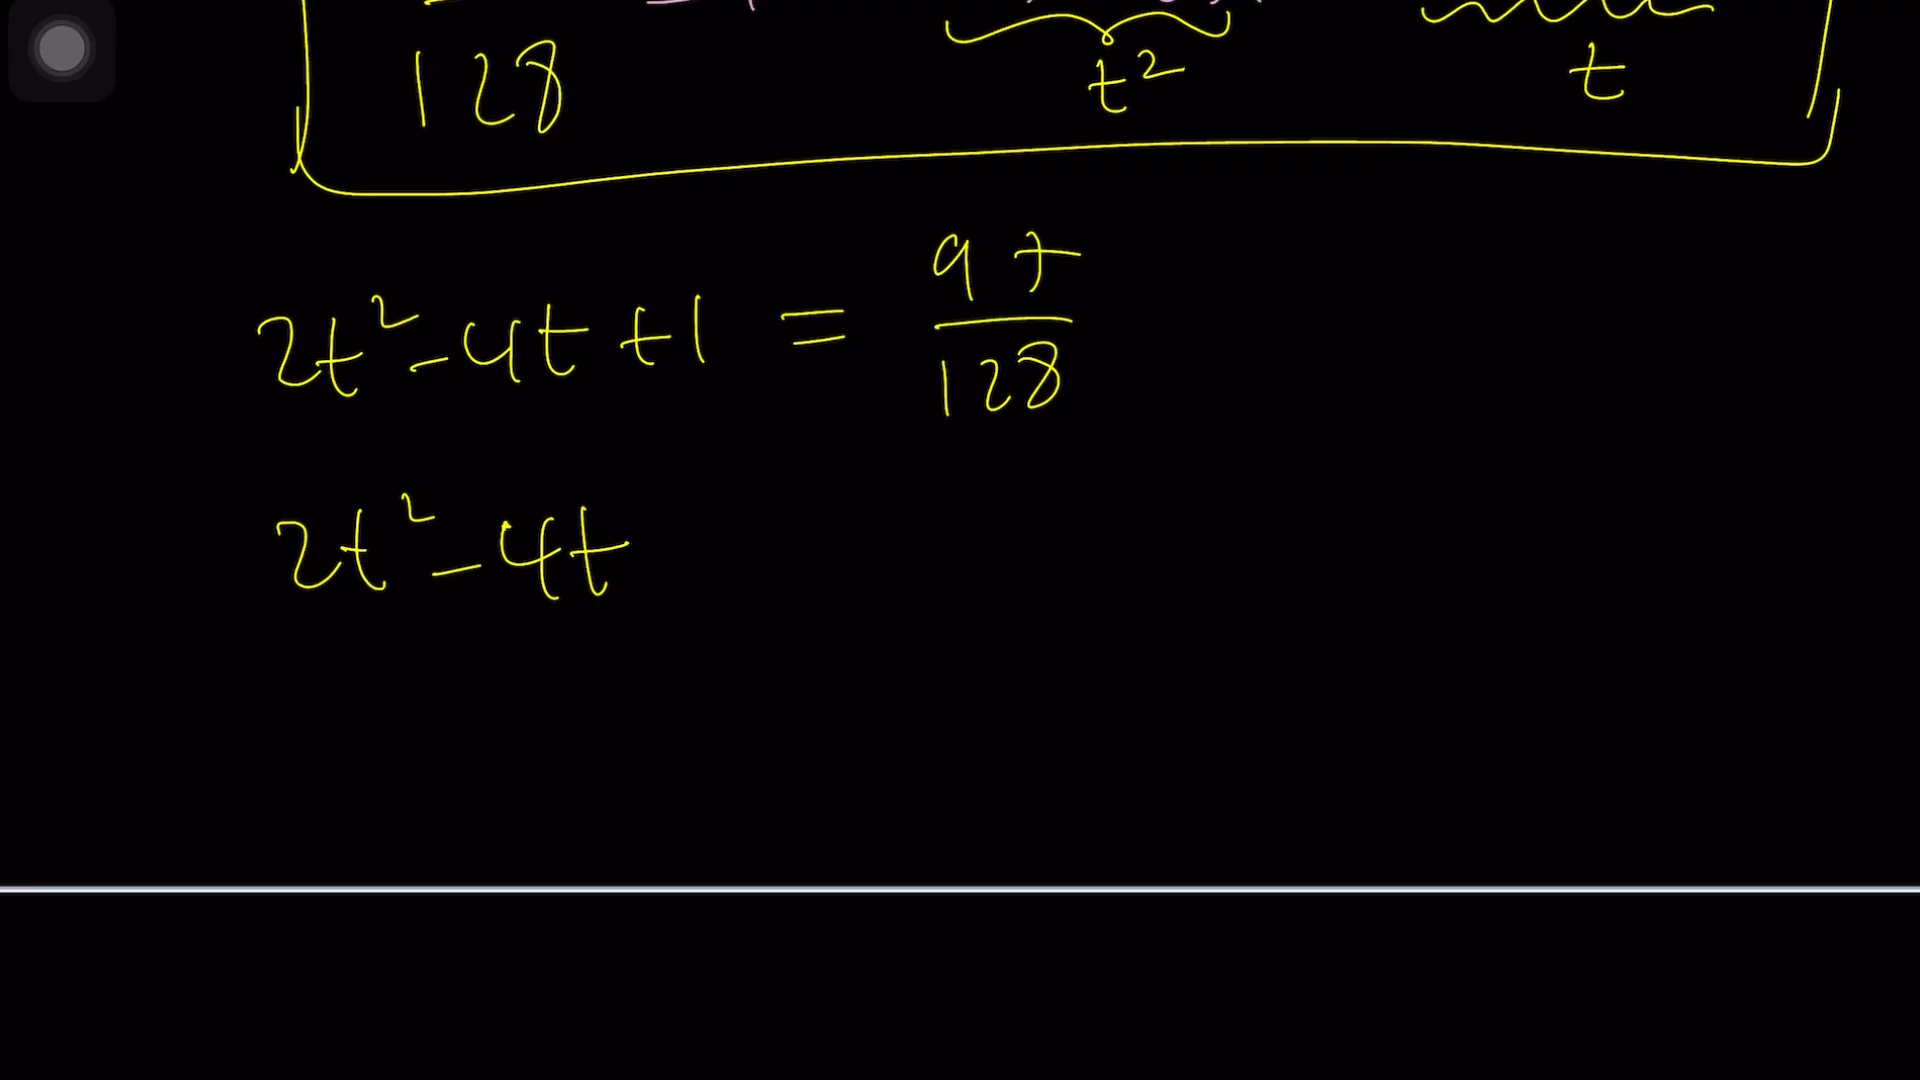 128 t² t
2t² - 4t + 1 = 97/128
2t² - 4t